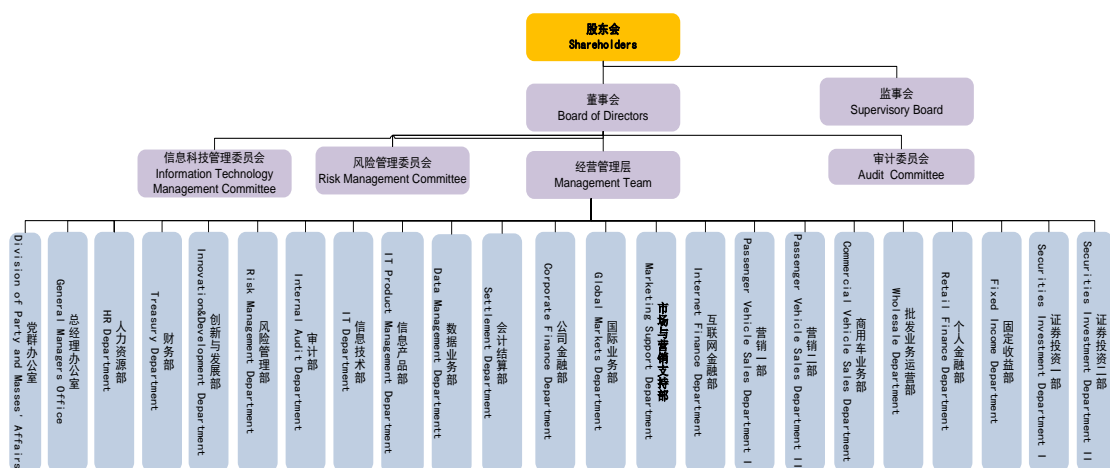 股东会
Shareholders
董事会
Board of Directors
监事会
Supervisory Board
信息科技管理委员会
Information Technology
Management Committee
风险管理委员会
Risk Management Committee
经营管理层
Management Team
审计委员会
Audit Committee
党群办公室
Division of Party and Masses' Affairs
总经理办公室
General Managers Office
人力资源部
HR Department
财务部
Treasury Department
创新与发展部
Innovation&Development Department
风险管理部
Risk Management Department
审计部
Internal Audit Department
信息技术部
IT Department
信息产品部
IT Product Management Department
数据业务部
Data Management Departmentt
会计结算部
Settlement Department
公司金融部
Corporate Finance Department
国际业务部
Global Markets Department
市场与营销支持部
Marketing Support Department
互联网金融部
Internet Finance Department
营销I部
Passenger Vehicle Sales Department I
营销II部
Passenger Vehicle Sales Department II
商用车业务部
Commercial Vehicle Sales Department
批发业务运营部
Wholesale Department
个人金融部
Retail Finance Department
固定收益部
Fixed Income Department
证券投资I部
Securities Investment Department I
证券投资II部
Securities Investment Department II